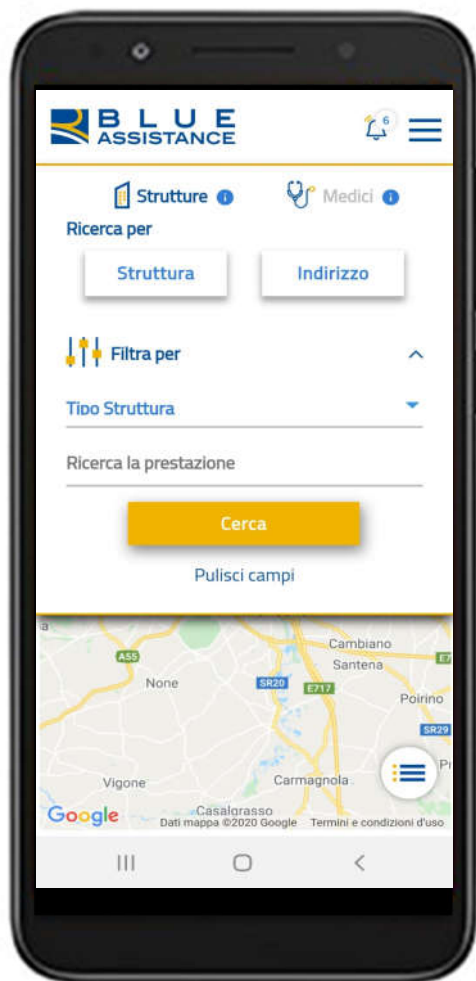 BLUE
ASSISTANCE
6
Strutture
Medici
Ricerca per
Struttura
Indirizzo
Filtra per
Tipo Struttura
Ricerca la prestazione
Cerca
Pulisci campi
a
Cambiano
A55
Santena
E7
None
SR20
E717
Poirino
SR29
Pr
Vigone
Carmagnola
Casalgrasso
Google
Dati mappa ©2020 Google Termini e condizioni d'uso